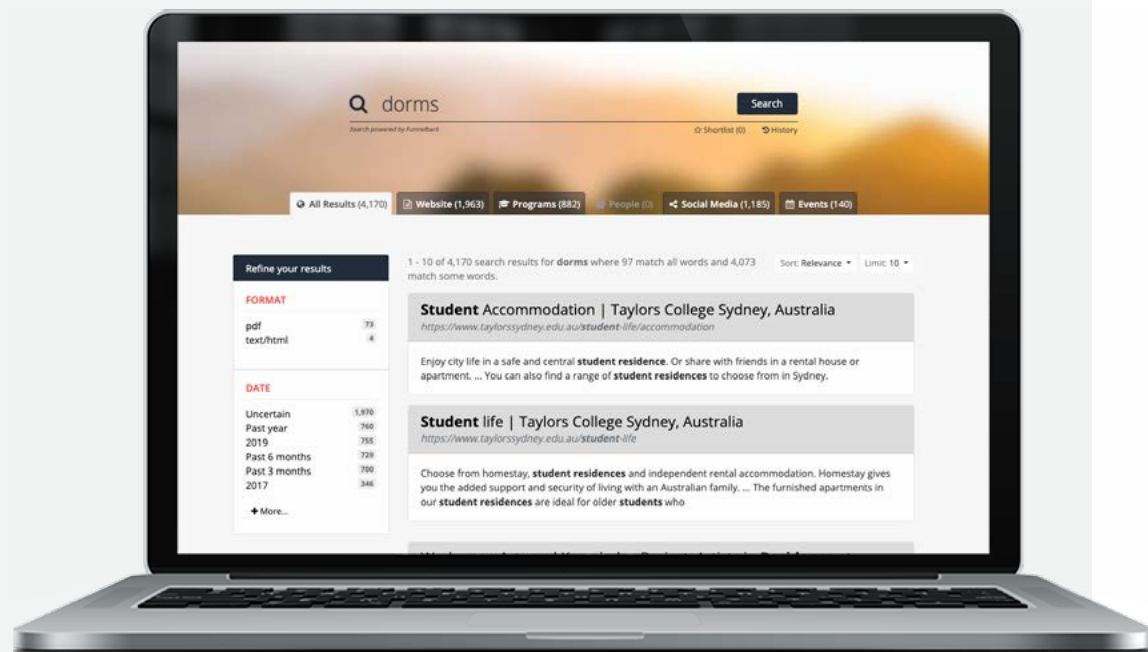 dorms
Search
Search powered by Funnelback
Shortlist (0) History
All Results (4,170) Website (1,963) Programs (882) People (0) Social Media (1,185) Events (140)
Refine your results
FORMAT
pdf 73
text/html 4
DATE
Uncertain 1,970
Past year 760
2019 755
Past 6 months 729
Past 3 months 700
2017 346
+ More...
1 - 10 of 4,170 search results for dorms where 97 match all words and 4,073
match some words.
Sort: Relevance Limit: 10
Student Accommodation | Taylors College Sydney, Australia
https://www.taylorssydney.edu.au/student-life/accommodation
Enjoy city life in a safe and central student residence. Or share with friends in a rental house or
apartment. ... You can also find a range of student residences to choose from in Sydney.
Student life | Taylors College Sydney, Australia
https://www.taylorssydney.edu.au/student-life
Choose from homestay, student residences and independent rental accommodation. Homestay gives
you the added support and security of living with an Australian family. ... The furnished apartments in
our student residences are ideal for older students who